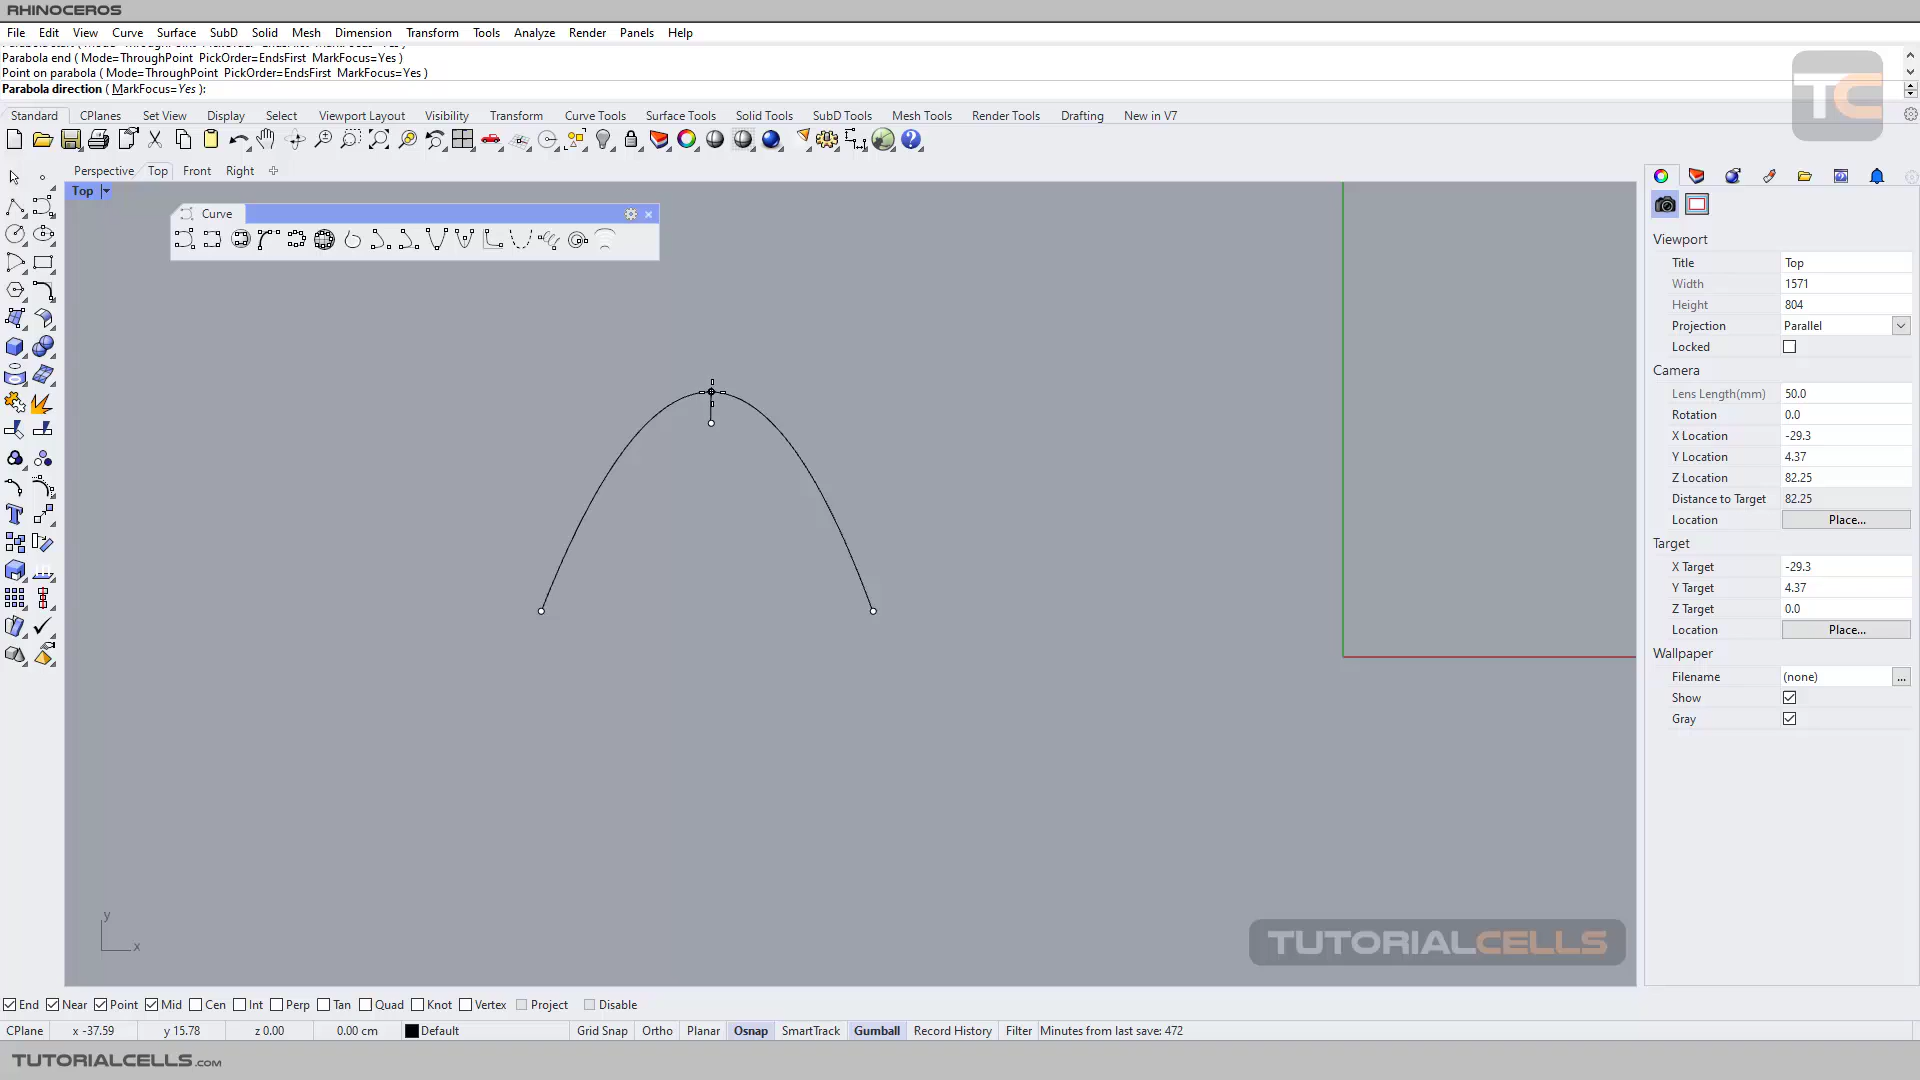 RHINOCEROS
File Edit View Curve Surface SubD Solid Mesh Dimension Transform Tools Analyze Render Panels Help
Parabola end ( Mode=ThroughPoint PickOrder=EndsFirst MarkFocus=Yes )
Point on parabola ( Mode=ThroughPoint PickOrder=EndsFirst MarkFocus=Yes )
Parabola direction ( MarkFocus=Yes ):
TC
Standard CPlanes Set View Display Select Viewport Layout Visibility Transform Curve Tools Surface Tools Solid Tools SubD Tools Mesh Tools Render Tools Drafting New in V7
Perspective Top Front Right
Top
Curve
Viewport
Title Top
Width 1571
Height 804
Projection Parallel
Locked
Camera
Lens Length(mm) 50.0
Rotation 0.0
X Location -29.3
Y Location 4.37
Z Location 82.25
Distance to Target 82.25
Location Place...
Target
X Target -29.3
Y Target 4.37
Z Target 0.0
Location Place...
Wallpaper
Filename (none) ...
Show
Gray
y
x
TUTORIALCELLS
End Near Point Mid Cen Int Perp Tan Quad Knot Vertex Project Disable
CPlane x -37.59 y 15.78 z 0.00 0.00 cm Default Grid Snap Ortho Planar Osnap SmartTrack Gumball Record History Filter Minutes from last save: 472
TUTORIALCELLS.COM